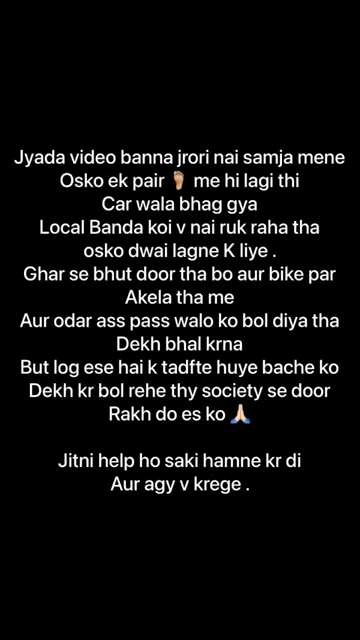 Jyada video banna jrori nai samja mene
Osko ek pair 🦶🏻 me hi lagi thi
Car wala bhag gya
Local Banda koi v nai ruk raha tha
osko dwai lagne K liye .
Ghar se bhut door tha bo aur bike par
Akela tha me
Aur odar ass pass walo ko bol diya tha
Dekh bhal krna
But log ese hai k tadfte huye bache ko
Dekh kr bol rehe thy society se door
Rakh do es ko 🙏🏻
Jitni help ho saki hamne kr di
Aur agy v krege .